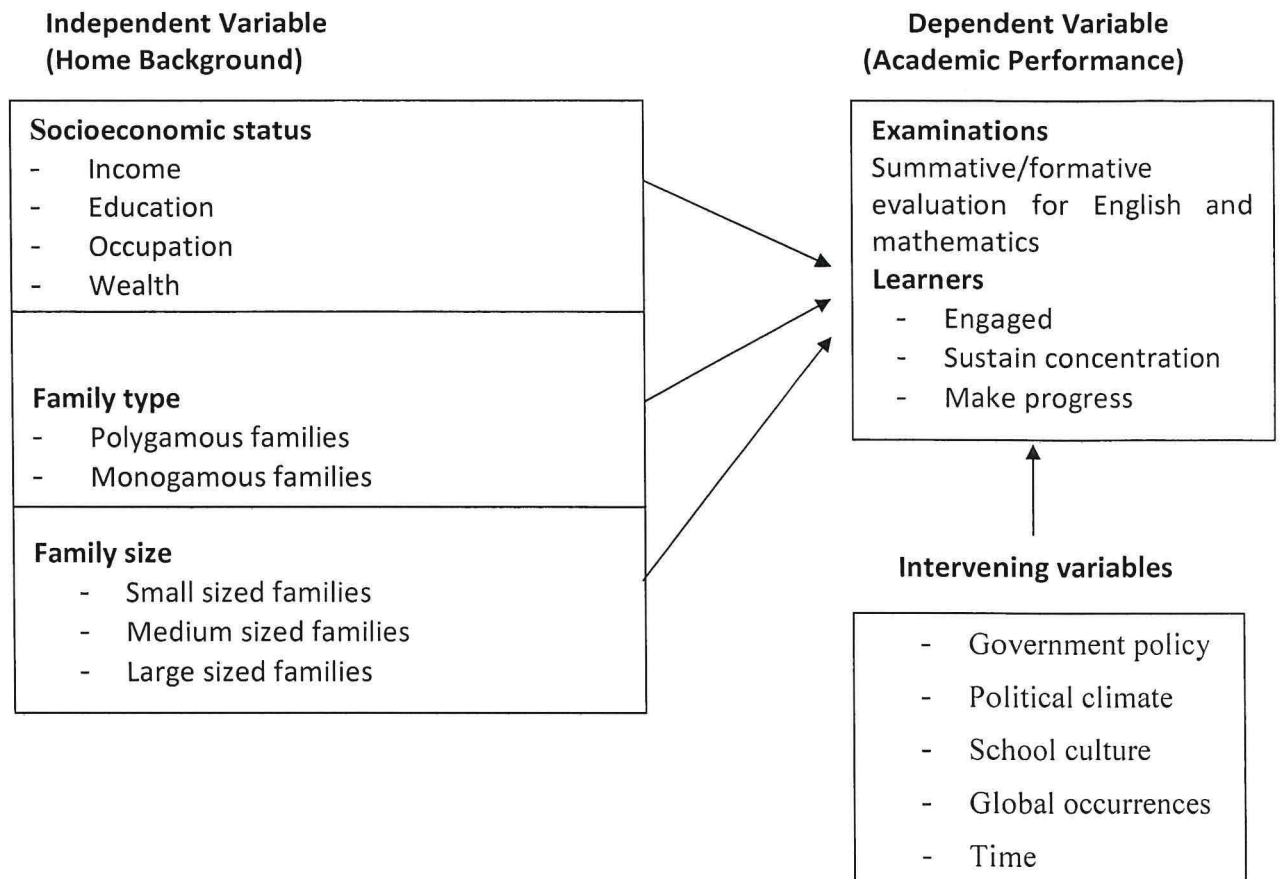 Independent Variable
(Home Background)
Socioeconomic status
- Income
- Education
- Occupation
- Wealth
Family type
- Polygamous families
- Monogamous families
Family size
- Small sized families
- Medium sized families
- Large sized families
Dependent Variable
(Academic Performance)
Examinations
Summative/formative
evaluation for English and
mathematics
Learners
- Engaged
- Sustain concentration
- Make progress
Intervening variables
- Government policy
- Political climate
- School culture
- Global occurrences
- Time